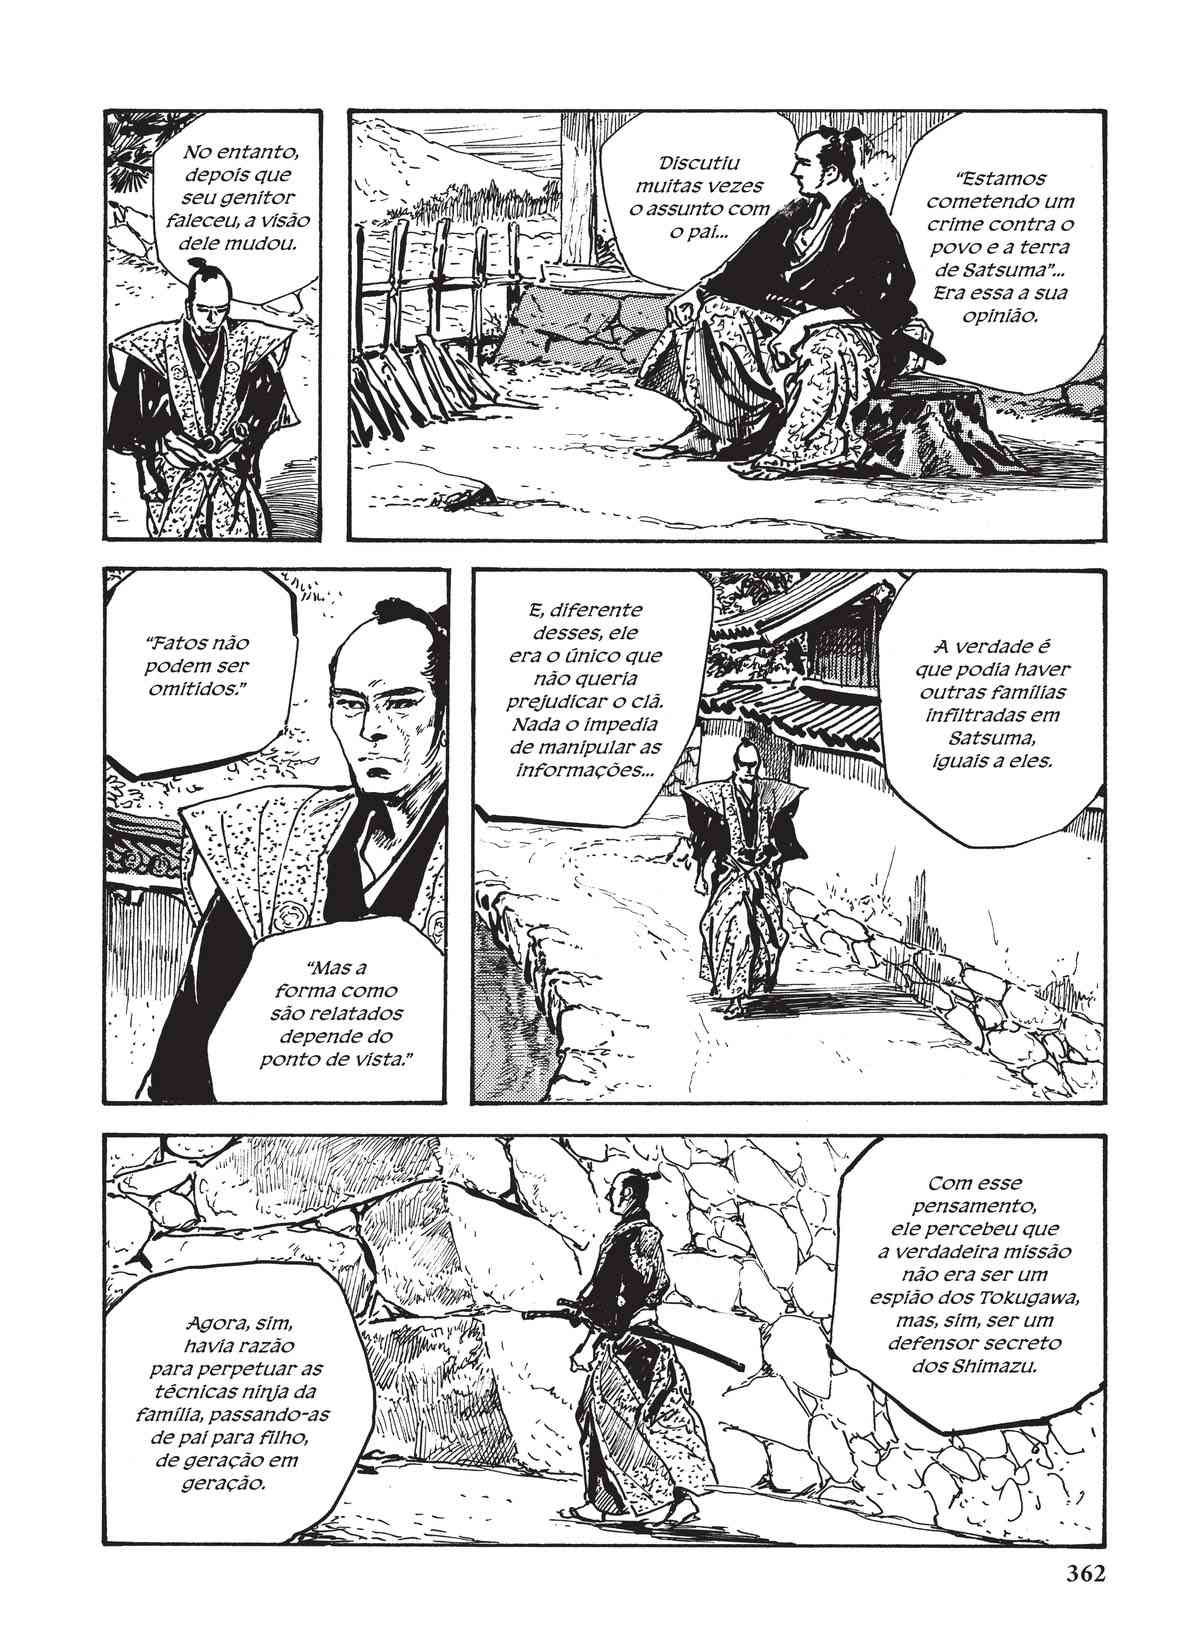 “Estamos
cometendo um
crime contra o
povo e a terra
de Satsuma”...
Era essa a sua
opinião.
Discutiu
muitas vezes
o assunto com
o pai...
No entanto,
depois que
seu genitor
faleceu, a visão
dele mudou.
A verdade é
que podia haver
outras famílias
infiltradas em
Satsuma,
iguais a eles.
E, diferente
desses, ele
era o único que
não queria
prejudicar o clã.
Nada o impedia
de manipular as
informações...
“Fatos não
podem ser
omitidos.”
“Mas a
forma como
são relatados
depende do
ponto de vista.”
Com esse
pensamento,
ele percebeu que
a verdadeira missão
não era ser um
espião dos Tokugawa,
mas, sim, ser um
defensor secreto
dos Shimazu.
Agora, sim,
havia razão
para perpetuar as
técnicas ninja da
família, passando-as
de pai para filho,
de geração em
geração.
362